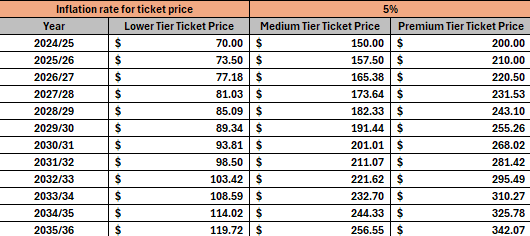 Inflation rate for ticket price 5%
Year Lower Tier Ticket Price Medium Tier Ticket Price Premium Tier Ticket Price
2024/25 $ 70.00 $ 150.00 $ 200.00
2025/26 $ 73.50 $ 157.50 $ 210.00
2026/27 $ 77.18 $ 165.38 $ 220.50
2027/28 $ 81.03 $ 173.64 $ 231.53
2028/29 $ 85.09 $ 182.33 $ 243.10
2029/30 $ 89.34 $ 191.44 $ 255.26
2030/31 $ 93.81 $ 201.01 $ 268.02
2031/32 $ 98.50 $ 211.07 $ 281.42
2032/33 $ 103.42 $ 221.62 $ 295.49
2033/34 $ 108.59 $ 232.70 $ 310.27
2034/35 $ 114.02 $ 244.33 $ 325.78
2035/36 $ 119.72 $ 256.55 $ 342.07